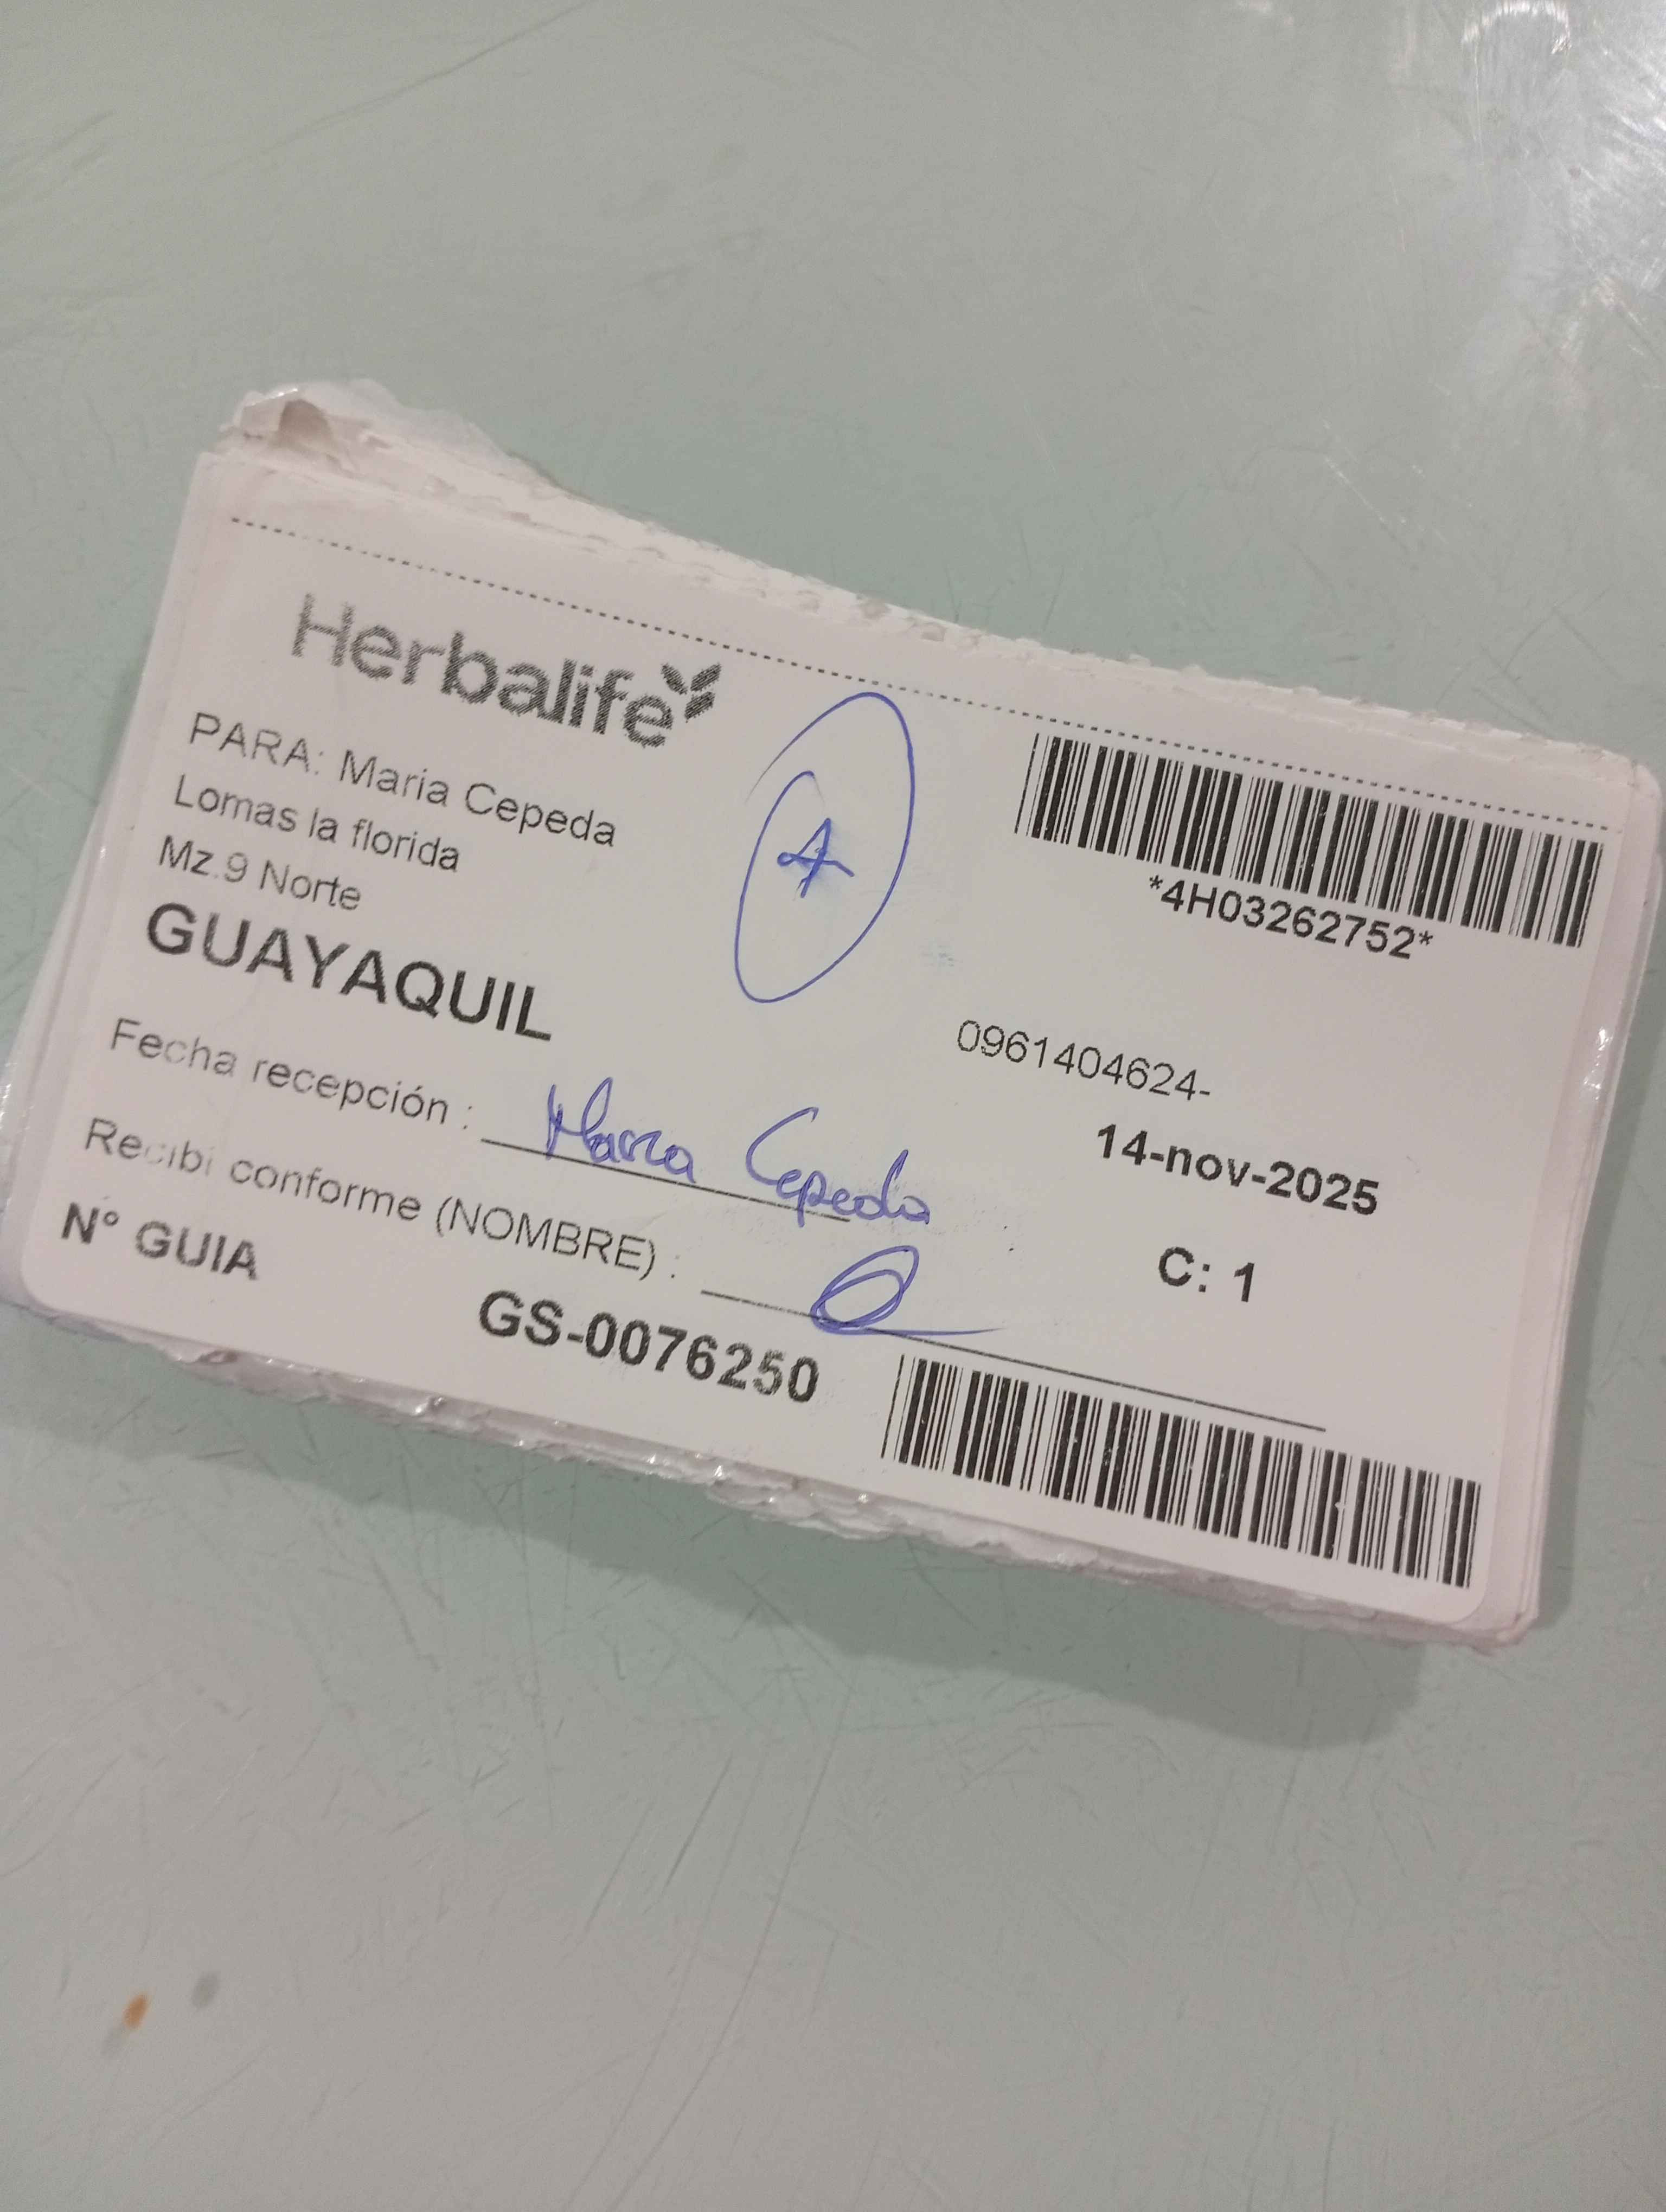 Herbalife
PARA: Maria Cepeda
Lomas la florida
Mz.9 Norte
GUAYAQUIL
A
*4H03262752*
0961404624-
14-nov-2025
Fecha recepción : Maria Cepeda
C: 1
Recibi conforme (NOMBRE) :
N° GUIA
GS-0076250